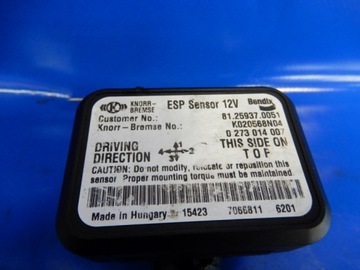 KNORR-BREMSE ESP Sensor 12V Bendix
Customer No.: 81.25937.0051
Knorr-Bremse No.: K020568N04
0 273 014 007
DRIVING DIRECTION THIS SIDE ON TOP
CAUTION: Do not modify, relocate or reposition this
sensor. Proper mounting torque must be maintained.
Made in Hungary 15423 7066811 6201